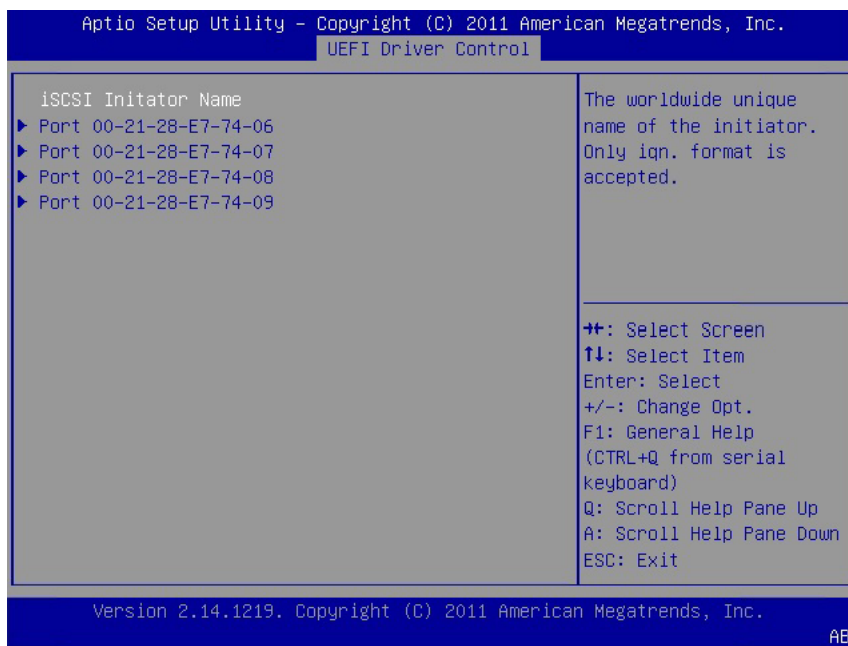 Aptio Setup Utility – Copyright (C) 2011 American Megatrends, Inc.
UEFI Driver Control
iSCSI Initator Name
Port 00-21-28-E7-74-06
Port 00-21-28-E7-74-07
Port 00-21-28-E7-74-08
Port 00-21-28-E7-74-09
The worldwide unique
name of the initiator.
Only iqn. format is
accepted.
→←: Select Screen
↑↓: Select Item
Enter: Select
+/-: Change Opt.
F1: General Help
(CTRL+Q from serial
keyboard)
Q: Scroll Help Pane Up
A: Scroll Help Pane Down
ESC: Exit
Version 2.14.1219. Copyright (C) 2011 American Megatrends, Inc.
AB